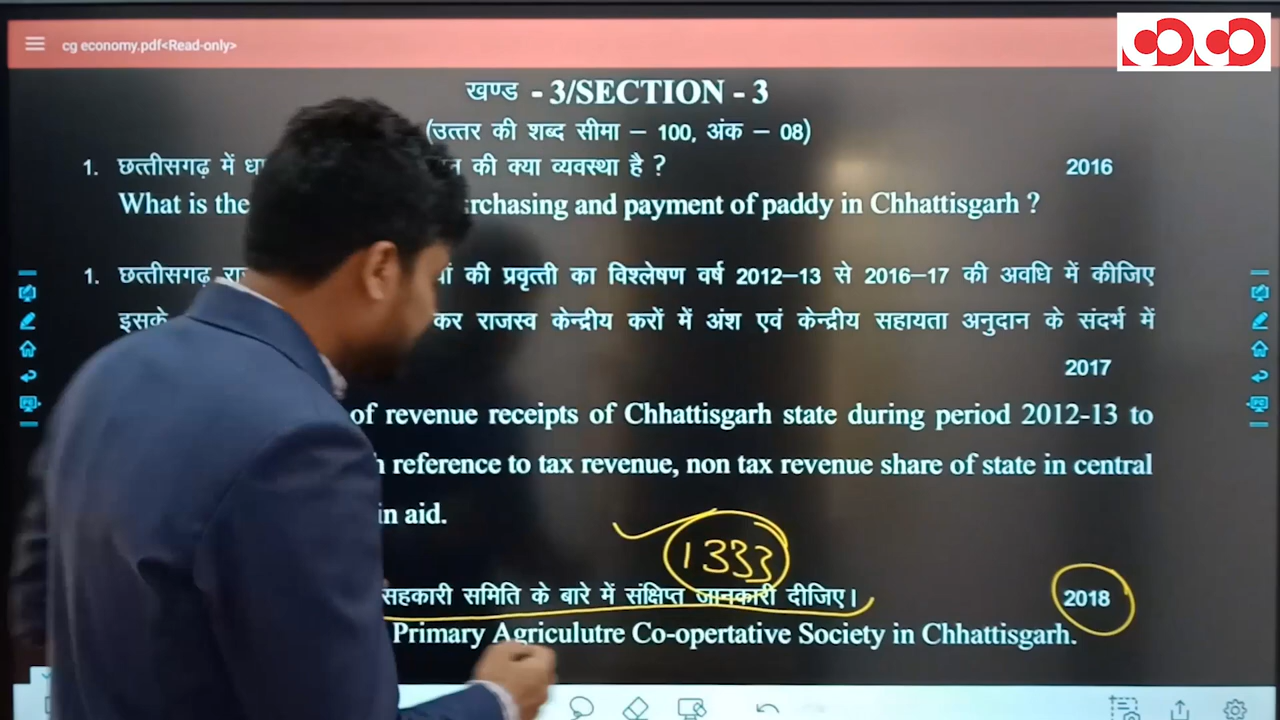 cg economy.pdf<Read-only>
खण्ड - 3/SECTION - 3
(उत्तर की शब्द सीमा – 100, अंक – 08)
1. छत्तीसगढ़ में की क्या व्यवस्था है ? 2016
What is the and payment of paddy in Chhattisgarh ?
1. छत्तीसगढ़ की प्रवृत्ती का विश्लेषण वर्ष 2012–13 से 2016–17 की अवधि में कीजिए
इसके कर राजस्व केन्द्रीय करों में अंश एवं केन्द्रीय सहायता अनुदान के संदर्भ में
2017
of revenue receipts of Chhattisgarh state during period 2012-13 to
reference to tax revenue, non tax revenue share of state in central
in aid.
1333
सहकारी समिति के बारे में संक्षिप्त जानकारी दीजिए। 2018
Primary Agriculutre Co-opertative Society in Chhattisgarh.